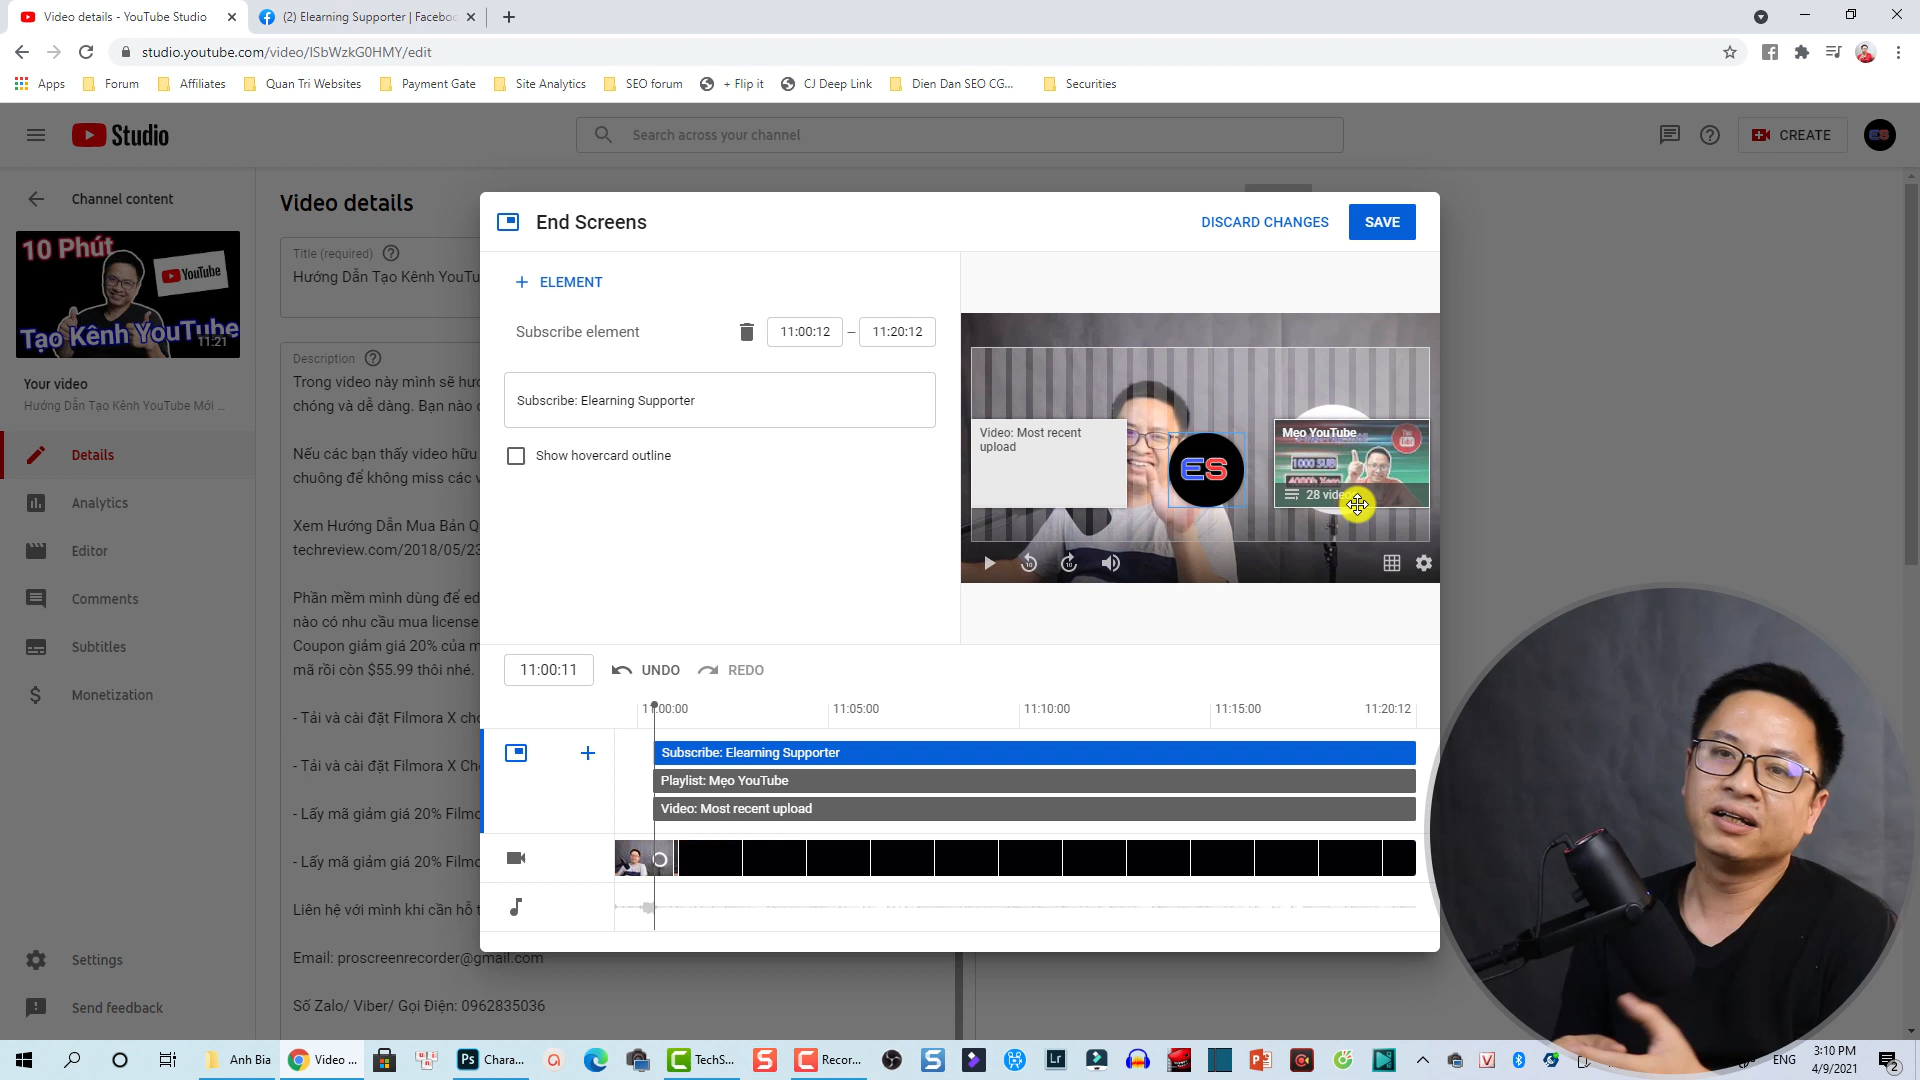 Video details - YouTube Studio
(2) Elearning Supporter | Faceboo
studio.youtube.com/video/ISbWzkG0HMY/edit
Apps
Forum
Affiliates
Quan Tri Websites
Payment Gate
Site Analytics
SEO forum
+ Flip it
CJ Deep Link
Dien Dan SEO CG...
Securities
Studio
Search across your channel
CREATE
ES
Channel content
10 Phút
YouTube
Tạo Kênh YouTube
11:21
Your video
Hướng Dẫn Tạo Kênh YouTube Mới ...
Details
Analytics
Editor
Comments
Subtitles
Monetization
Settings
Send feedback
Video details
Title (required)
Hướng Dẫn Tạo Kênh YouTu
Description
Trong video này mình sẽ hướ
chóng và dễ dàng. Bạn nào c
Nếu các bạn thấy video hữu
chuông để không miss các v
Xem Hướng Dẫn Mua Bán Q
techreview.com/2018/05/23
Phần mềm mình dùng để ed
nào có nhu cầu mua license
Coupon giảm giá 20% của m
mã rồi còn $55.99 thôi nhé.
- Tải và cài đặt Filmora X cho
- Tải và cài đặt Filmora X Cho
- Lấy mã giảm giá 20% Filmo
- Lấy mã giảm giá 20% Filmo
Liên hệ với mình khi cần hỗ t
Email: proscreenrecorder@gmail.com
Số Zalo/ Viber/ Gọi Điện: 0962835036
End Screens
DISCARD CHANGES
SAVE
+ ELEMENT
Subscribe element
11:00:12 – 11:20:12
Subscribe: Elearning Supporter
Show hovercard outline
Video: Most recent
upload
ES
Mẹo YouTube
1000 SUB
28 vide
11:00:11
UNDO
REDO
11:00:00
11:05:00
11:10:00
11:15:00
11:20:12
Subscribe: Elearning Supporter
Playlist: Mẹo YouTube
Video: Most recent upload
Anh Bia
Video ...
Chara...
TechS...
Recor...
ENG
3:10 PM
4/9/2021
2